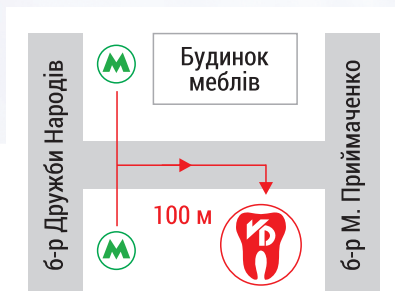 б-р Дружби Народів
М
Будинок
меблів
б-р М. Приймаченко
100 м
М